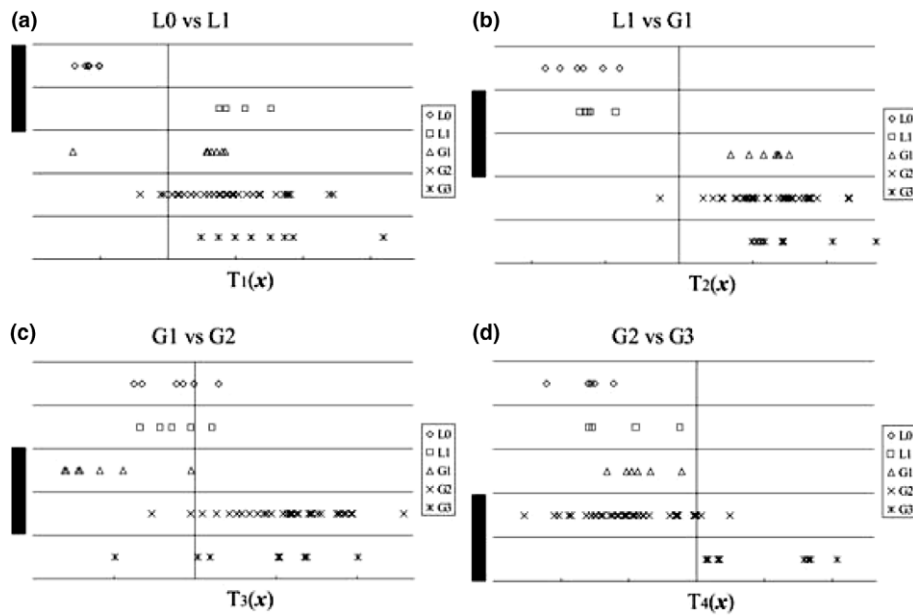 (a)
L0 vs L1
L0
L1
G1
G2
G3
T1(x)
(b)
L1 vs G1
L0
L1
G1
G2
G3
T2(x)
(c)
G1 vs G2
L0
L1
G1
G2
G3
T3(x)
(d)
G2 vs G3
L0
L1
G1
G2
G3
T4(x)